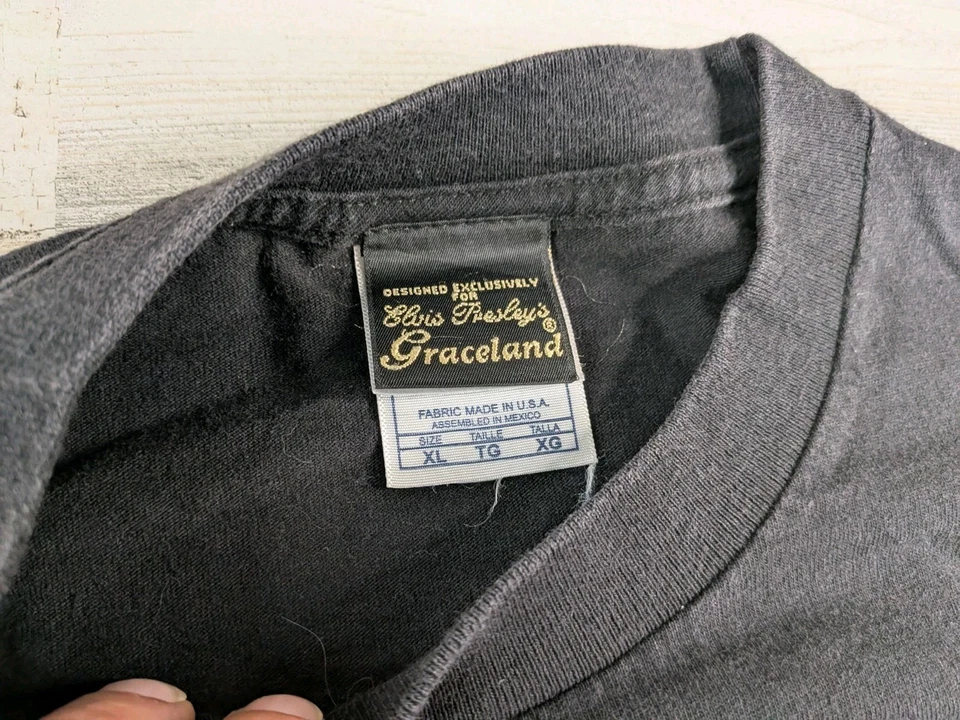 DESIGNED EXCLUSIVELY
FOR
Elvis Presley's
Graceland®
FABRIC MADE IN U.S.A.
ASSEMBLED IN MEXICO
SIZE TAILLE TALLA
XL TG XG